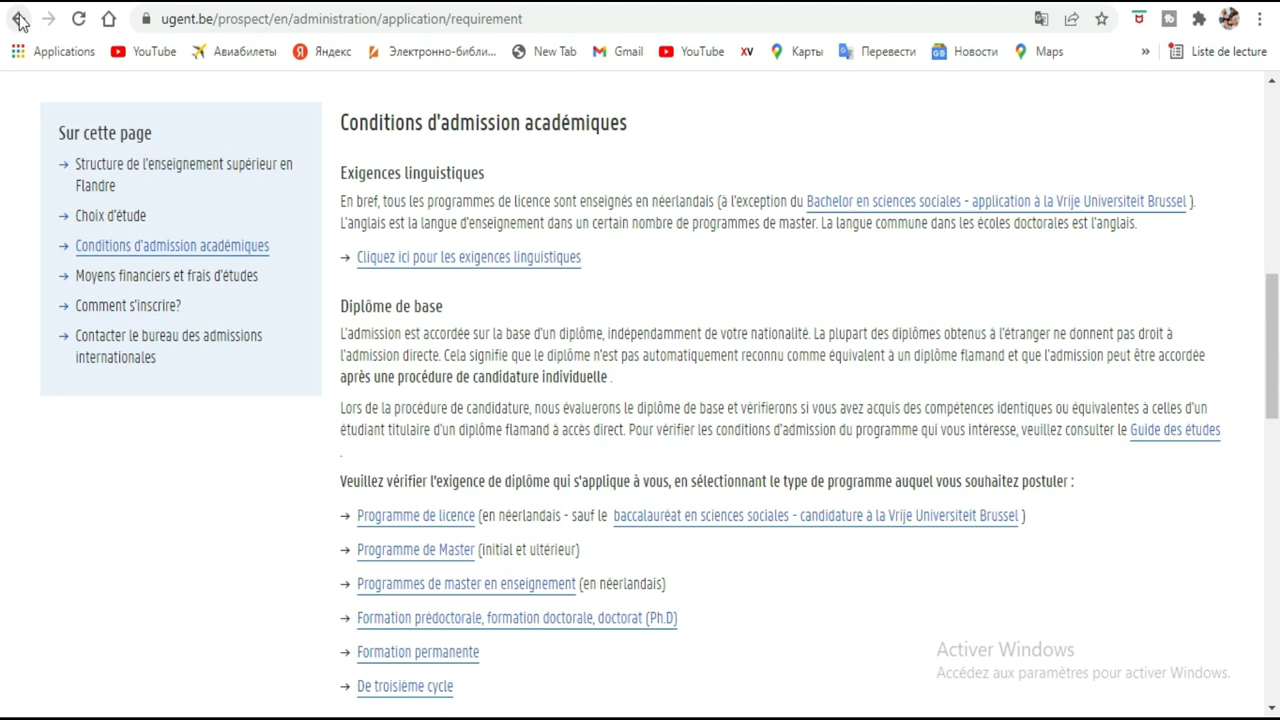 ugent.be/prospect/en/administration/application/requirement
Applications YouTube Авиабилеты Яндекс Электронно-библи... New Tab Gmail YouTube XV Карты Перевести Новости Maps » Liste de lecture
Sur cette page
→ Structure de l'enseignement supérieur en
Flandre
→ Choix d'étude
→ Conditions d'admission académiques
→ Moyens financiers et frais d'études
→ Comment s'inscrire?
→ Contacter le bureau des admissions
internationales
Conditions d'admission académiques
Exigences linguistiques
En bref, tous les programmes de licence sont enseignés en néerlandais (à l'exception du Bachelor en sciences sociales - application à la Vrije Universiteit Brussel ).
L'anglais est la langue d'enseignement dans un certain nombre de programmes de master. La langue commune dans les écoles doctorales est l'anglais.
→ Cliquez ici pour les exigences linguistiques
Diplôme de base
L'admission est accordée sur la base d'un diplôme, indépendamment de votre nationalité. La plupart des diplômes obtenus à l'étranger ne donnent pas droit à
l'admission directe. Cela signifie que le diplôme n'est pas automatiquement reconnu comme équivalent à un diplôme flamand et que l'admission peut être accordée
après une procédure de candidature individuelle .
Lors de la procédure de candidature, nous évaluerons le diplôme de base et vérifierons si vous avez acquis des compétences identiques ou équivalentes à celles d'un
étudiant titulaire d'un diplôme flamand à accès direct. Pour vérifier les conditions d'admission du programme qui vous intéresse, veuillez consulter le Guide des études
.
Veuillez vérifier l'exigence de diplôme qui s'applique à vous, en sélectionnant le type de programme auquel vous souhaitez postuler :
→ Programme de licence (en néerlandais - sauf le baccalauréat en sciences sociales - candidature à la Vrije Universiteit Brussel )
→ Programme de Master (initial et ultérieur)
→ Programmes de master en enseignement (en néerlandais)
→ Formation prédoctorale, formation doctorale, doctorat (Ph.D)
→ Formation permanente
→ De troisième cycle
Activer Windows
Accédez aux paramètres pour activer Windows.